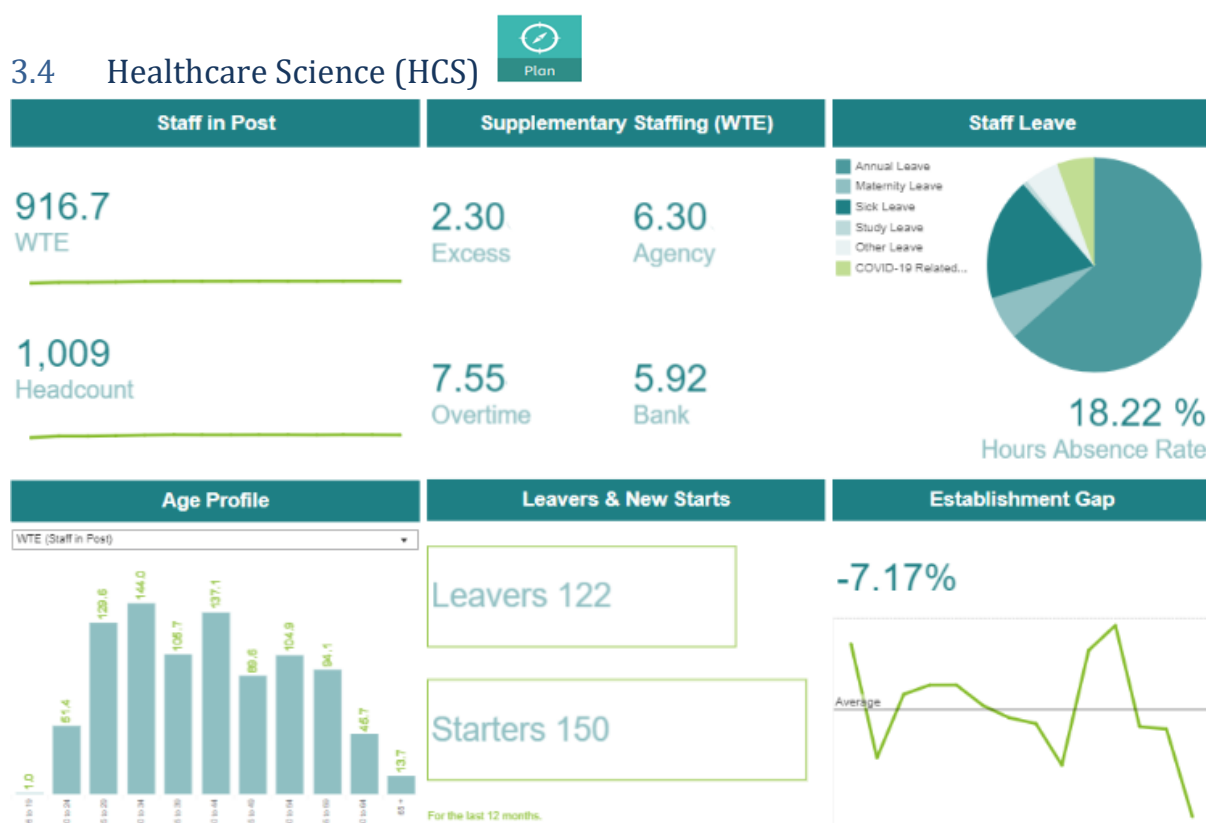 3.4 Healthcare Science (HCS)
Plan
Staff in Post
916.7
WTE
1,009
Headcount
Supplementary Staffing (WTE)
2.30
Excess
6.30
Agency
7.55
Overtime
5.92
Bank
Staff Leave
Annual Leave
Maternity Leave
Sick Leave
Study Leave
Other Leave
COVID-19 Related...
18.22 %
Hours Absence Rate
Age Profile
WTE (Staff in Post)
1.0
51.4
129.6
144.0
106.7
137.1
89.6
104.9
94.1
13.7
65 +
Leavers & New Starts
Leavers 122
Starters 150
For the last 12 months.
Establishment Gap
-7.17%
Average